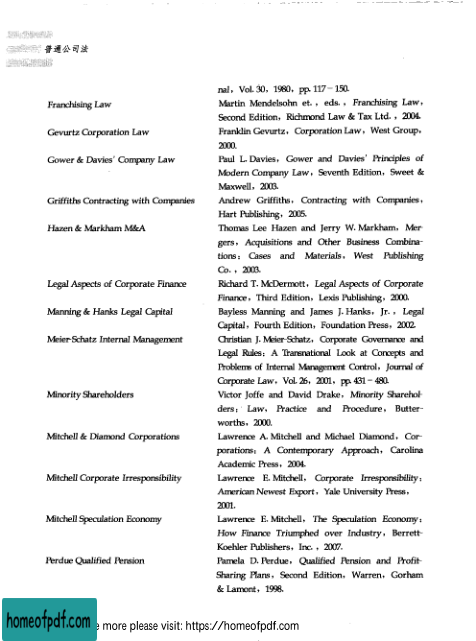 普通公司法
nal, Vol. 30, 1980, pp. 117 – 150.
Franchising Law
Martin Mendelsohn et. , eds. , Franchising Law,
Second Edition, Richmond Law & Tax Ltd. , 2004.
Gevurtz Corporation Law
Franklin Gevurtz, Corporation Law, West Group,
2000.
Gower & Davies' Company Law
Paul L. Davies, Gower and Davies' Principles of
Modern Company Law, Seventh Edition, Sweet &
Maxwell, 2003.
Griffiths Contracting with Companies
Andrew Griffiths, Contracting with Companies,
Hart Publishing, 2005.
Hazen & Markham M&A
Thomas Lee Hazen and Jerry W. Markham, Mer-
gers, Acquisitions and Other Business Combina-
tions: Cases and Materials, West Publishing
Co. , 2003.
Legal Aspects of Corporate Finance
Richard T. McDermott, Legal Aspects of Corporate
Finance, Third Edition, Lexis Publishing, 2000.
Manning & Hanks Legal Capital
Bayless Manning and James J. Hanks, Jr. , Legal
Capital, Fourth Edition, Foundation Press, 2002.
Meier-Schatz Internal Management
Christian J. Meier-Schatz, Corporate Governance and
Legal Rules: A Transnational Look at Concepts and
Problems of Internal Management Control, Journal of
Corporate Law, Vol. 26, 2001, pp. 431 – 480.
Minority Shareholders
Victor Joffe and David Drake, Minority Sharehol-
ders: Law, Practice and Procedure, Butter-
worths, 2000.
Mitchell & Diamond Corporations
Lawrence A. Mitchell and Michael Diamond, Cor-
porations: A Contemporary Approach, Carolina
Academic Press, 2004.
Mitchell Corporate Irresponsibility
Lawrence E. Mitchell, Corporate Irresponsibility:
American Newest Export, Yale University Press,
2001.
Mitchell Speculation Economy
Lawrence E. Mitchell, The Speculation Economy:
How Finance Triumphed over Industry, Berrett-
Koehler Publishers, Inc. , 2007.
Perdue Qualified Pension
Pamela D. Perdue, Qualified Pension and Profit-
Sharing Plans, Second Edition, Warren, Gorham
& Lamont, 1998.
homeofpdf.com
e more please visit: https://homeofpdf.com